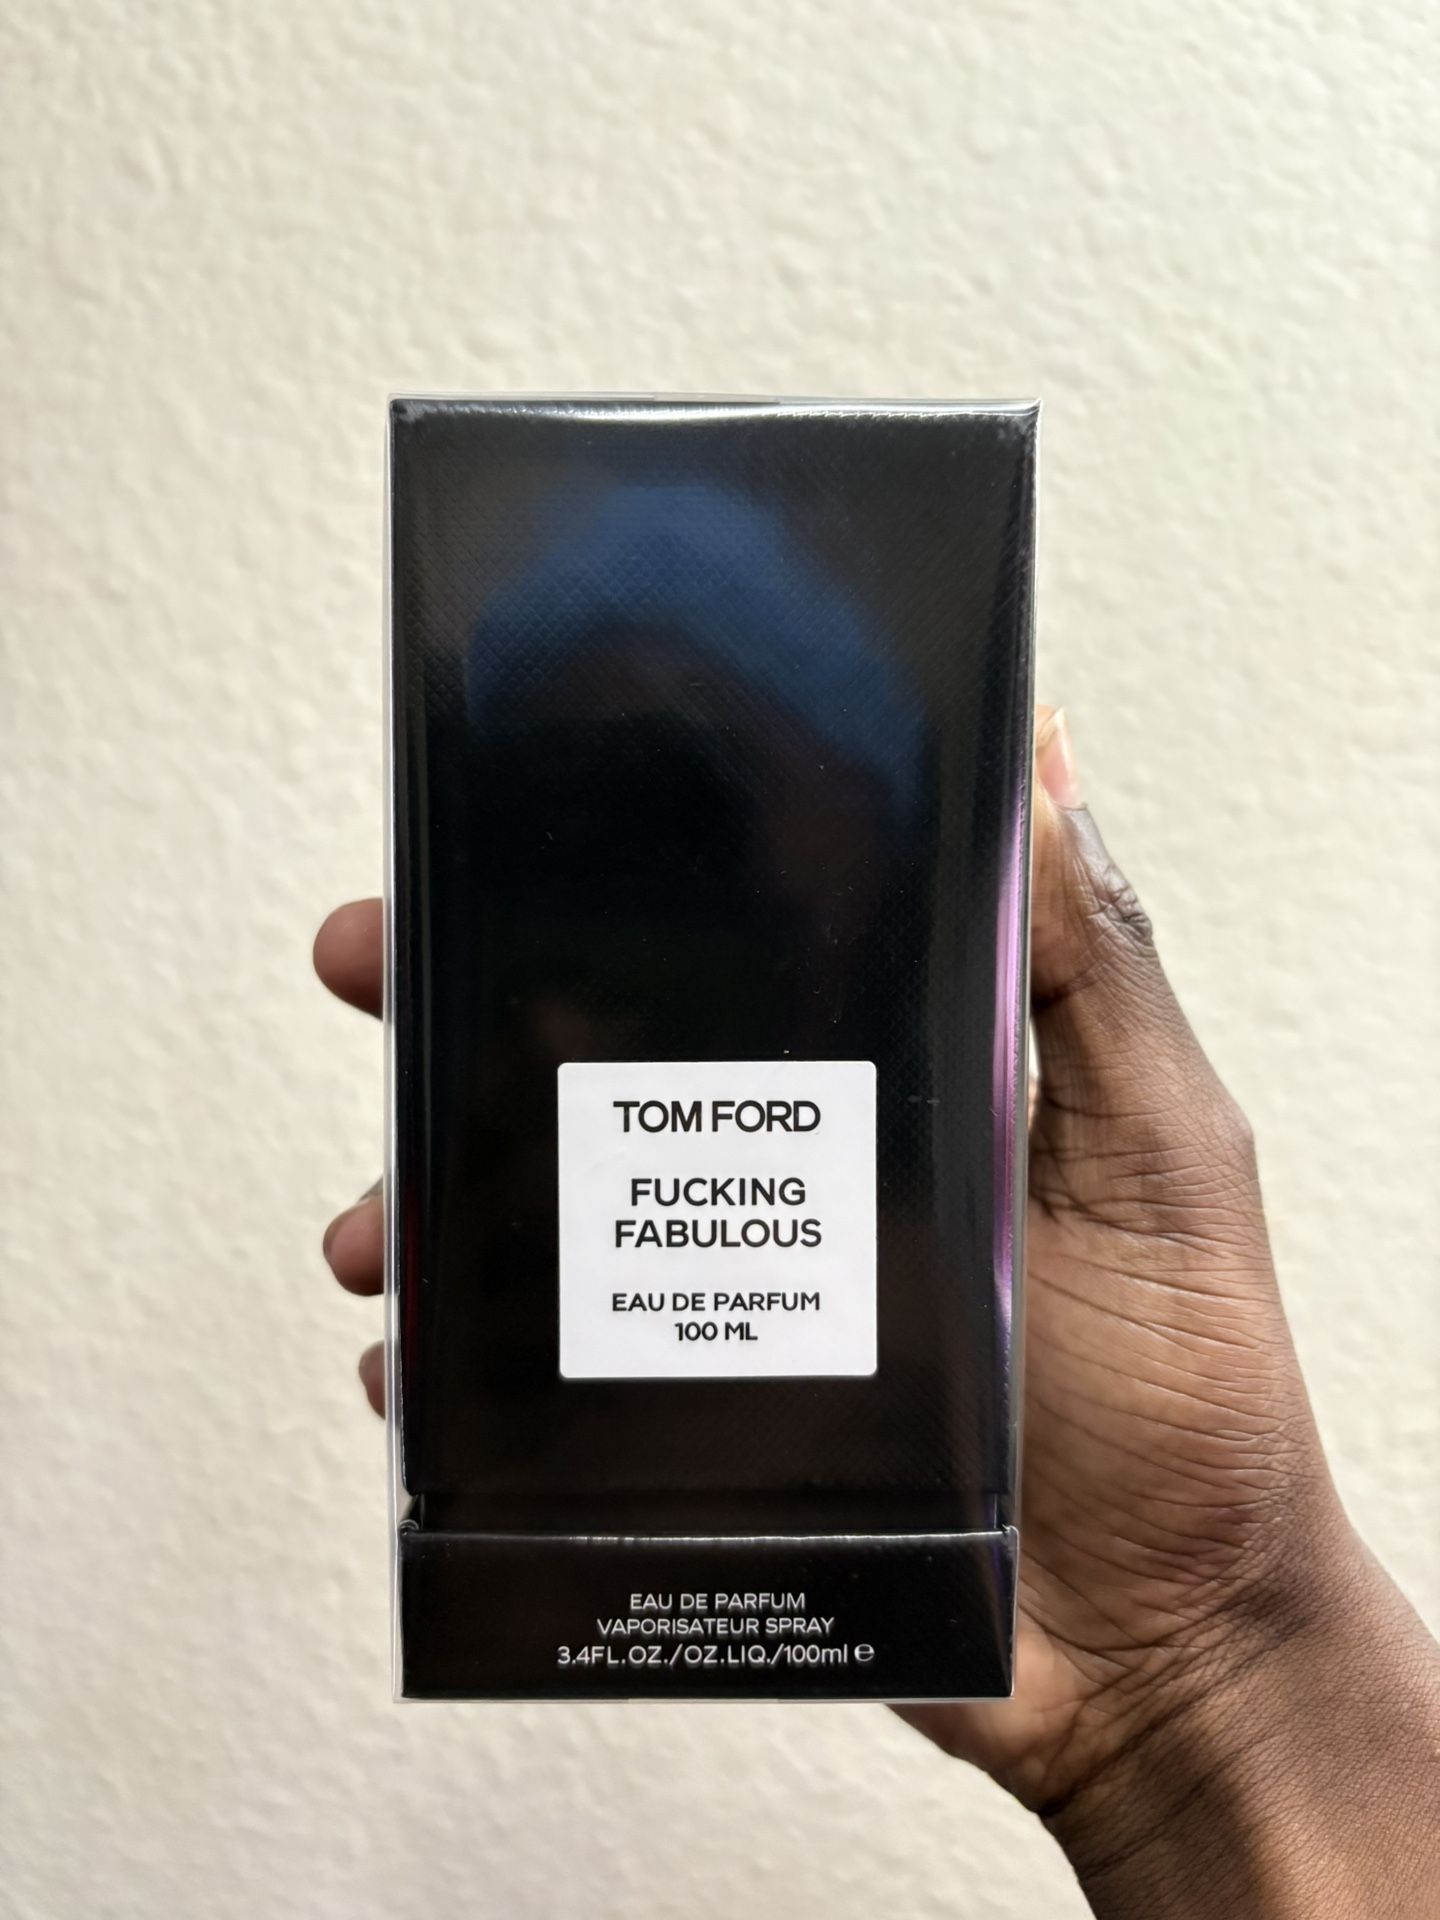 TOM FORD
FUCKING
FABULOUS
EAU DE PARFUM
100 ML
EAU DE PARFUM
VAPORISATEUR SPRAY
3.4FL.OZ./OZ.LIQ./100ml ℮